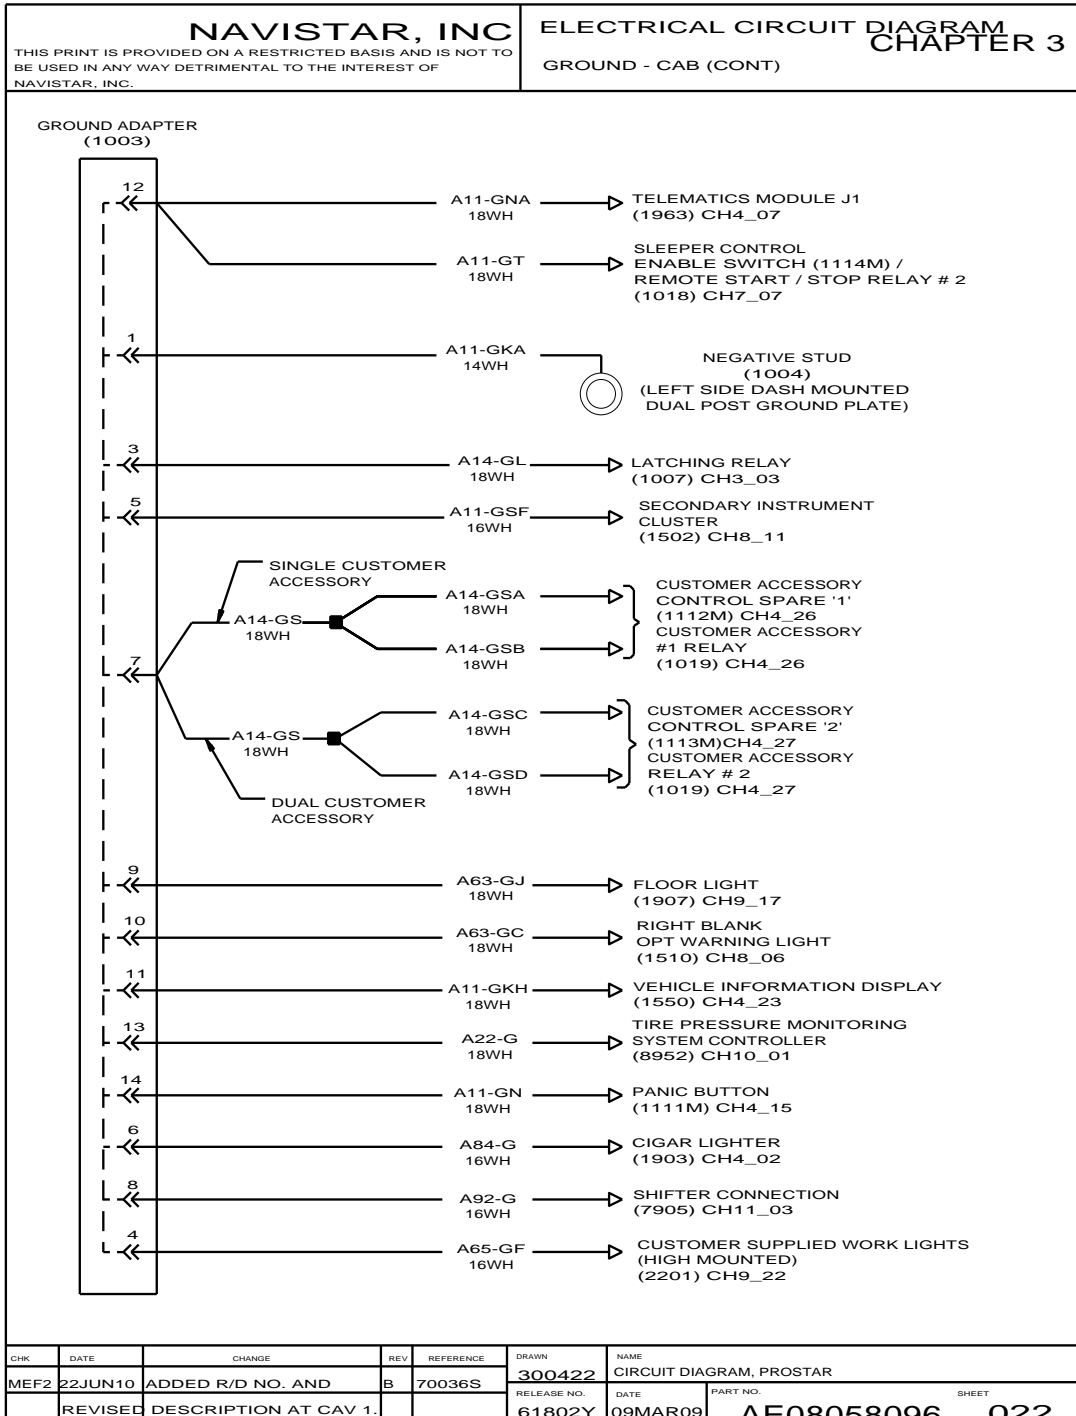 NAVISTAR, INC
THIS PRINT IS PROVIDED ON A RESTRICTED BASIS AND IS NOT TO
BE USED IN ANY WAY DETRIMENTAL TO THE INTEREST OF
NAVISTAR, INC.
ELECTRICAL CIRCUIT DIAGRAM
CHAPTER 3
GROUND - CAB (CONT)
GROUND ADAPTER
(1003)
12
A11-GNA
18WH
TELEMATICS MODULE J1
(1963) CH4_07
A11-GT
18WH
SLEEPER CONTROL
ENABLE SWITCH (1114M) /
REMOTE START / STOP RELAY # 2
(1018) CH7_07
1
A11-GKA
14WH
NEGATIVE STUD
(1004)
(LEFT SIDE DASH MOUNTED
DUAL POST GROUND PLATE)
3
A14-GL
18WH
LATCHING RELAY
(1007) CH3_03
5
A11-GSF
16WH
SECONDARY INSTRUMENT
CLUSTER
(1502) CH8_11
SINGLE CUSTOMER
ACCESSORY
7
A14-GS
18WH
A14-GSA
18WH
A14-GSB
18WH
CUSTOMER ACCESSORY
CONTROL SPARE '1'
(1112M) CH4_26
CUSTOMER ACCESSORY
#1 RELAY
(1019) CH4_26
A14-GS
18WH
A14-GSC
18WH
A14-GSD
18WH
CUSTOMER ACCESSORY
CONTROL SPARE '2'
(1113M)CH4_27
CUSTOMER ACCESSORY
RELAY # 2
(1019) CH4_27
DUAL CUSTOMER
ACCESSORY
9
A63-GJ
18WH
FLOOR LIGHT
(1907) CH9_17
10
A63-GC
18WH
RIGHT BLANK
OPT WARNING LIGHT
(1510) CH8_06
11
A11-GKH
18WH
VEHICLE INFORMATION DISPLAY
(1550) CH4_23
13
A22-G
18WH
TIRE PRESSURE MONITORING
SYSTEM CONTROLLER
(8952) CH10_01
14
A11-GN
18WH
PANIC BUTTON
(1111M) CH4_15
6
A84-G
16WH
CIGAR LIGHTER
(1903) CH4_02
8
A92-G
16WH
SHIFTER CONNECTION
(7905) CH11_03
4
A65-GF
16WH
CUSTOMER SUPPLIED WORK LIGHTS
(HIGH MOUNTED)
(2201) CH9_22
CHK DATE CHANGE REV REFERENCE
MEF2 22JUN10 ADDED R/D NO. AND B 70036S
REVISED DESCRIPTION AT CAV 1.
DRAWN
300422
NAME
CIRCUIT DIAGRAM, PROSTAR
RELEASE NO.
61802Y
DATE
09MAR09
PART NO.
AE08058096
SHEET
022